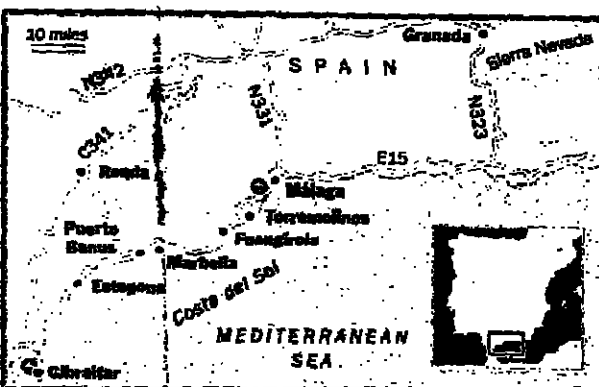 10 miles
Granada
Sierra Nevada
SPAIN
N342
N331
N323
C341
E15
Ronda
Málaga
Torremolinos
Fuengirola
Puerto
Banus
Marbella
Estepona
Costa del Sol
MEDITERRANEAN
SEA
Gibraltar